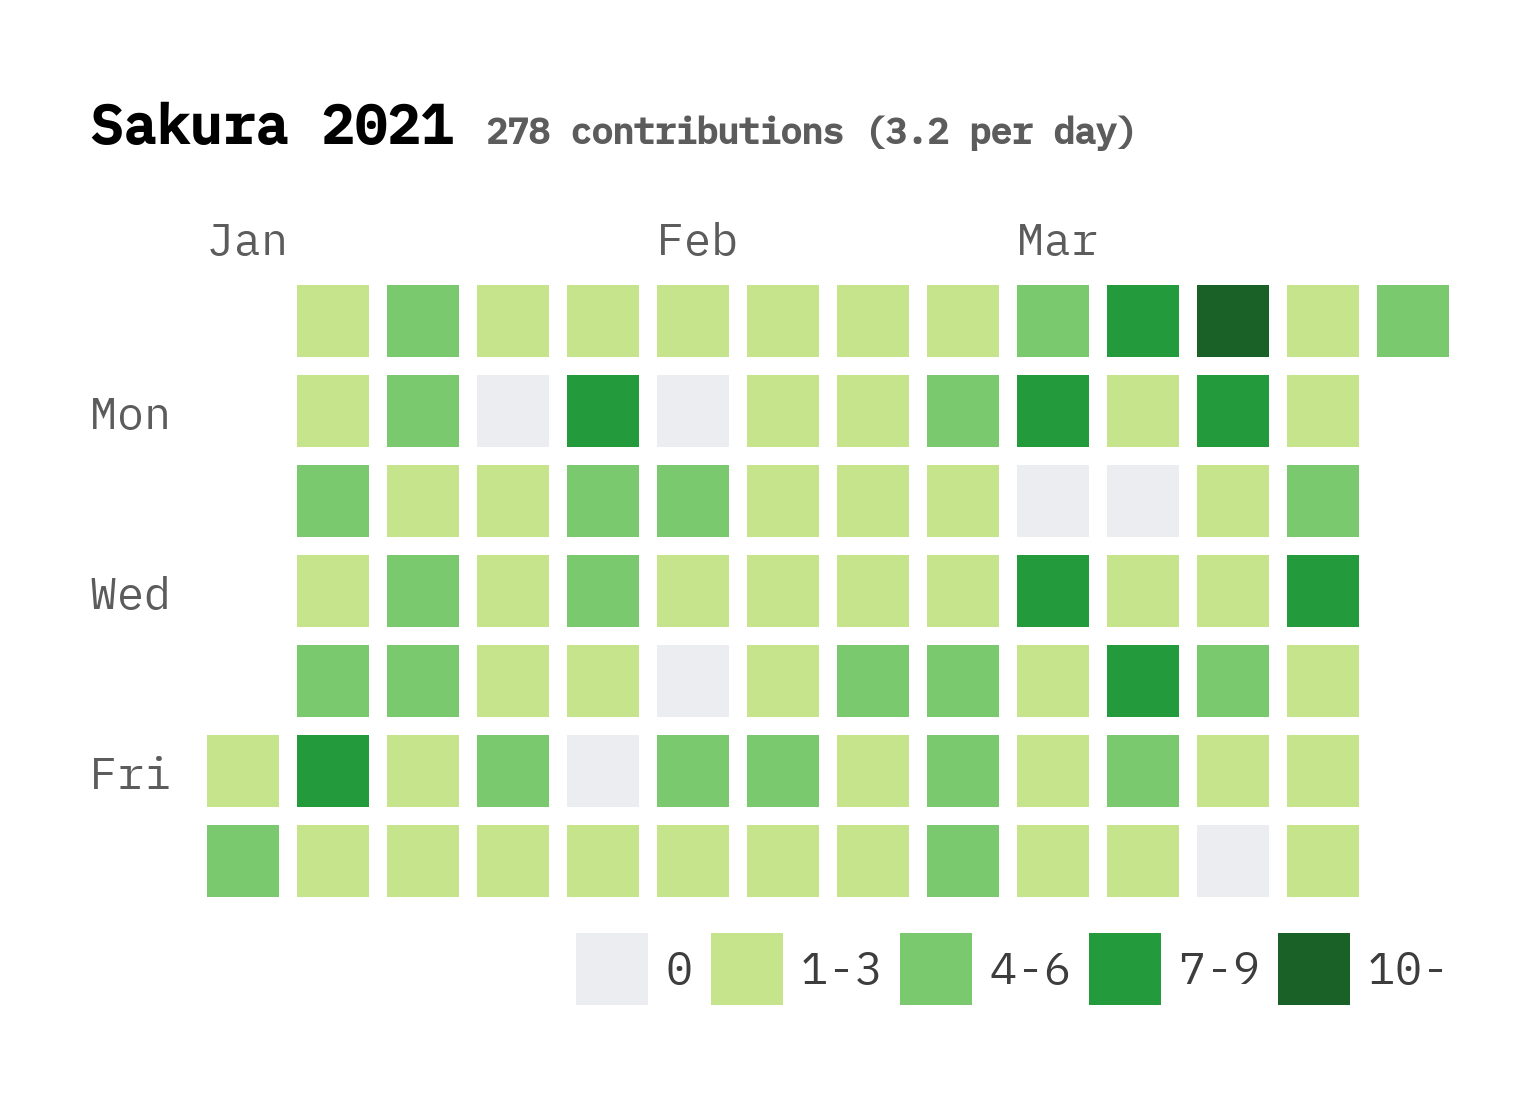 Sakura 2021 278 contributions (3.2 per day)
Jan Feb Mar
Mon
Wed
Fri
0 1-3 4-6 7-9 10-